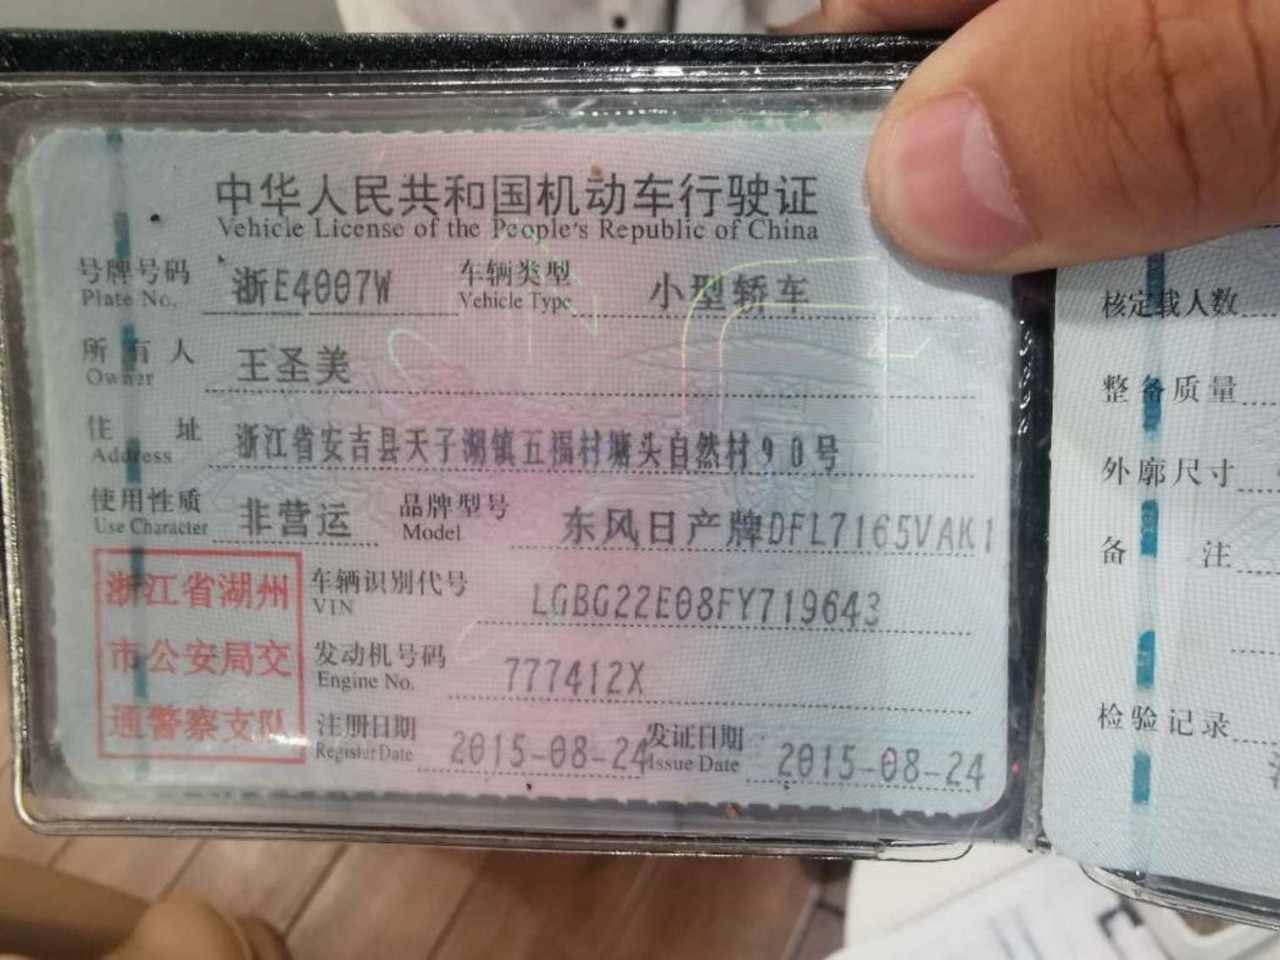 中华人民共和国机动车行驶证
Vehicle License of the People's Republic of China
号牌号码 浙E4007W 车辆类型 小型轿车
Plate No. Vehicle Type
所有人 王圣美
Owner
住址 浙江省安吉县天子湖镇五福村塘头自然村90号
Address
使用性质 非营运 品牌型号 东风日产牌DFL7165VAK1
Use Character Model
浙江省湖州
市公安局交
通警察支队
车辆识别代号 LGBG22E08FY719643
VIN
发动机号码 777412X
Engine No.
注册日期 2015-08-24 发证日期 2015-08-24
Register Date Issue Date
核定载人数
整备质量
外廓尺寸
备注
检验记录